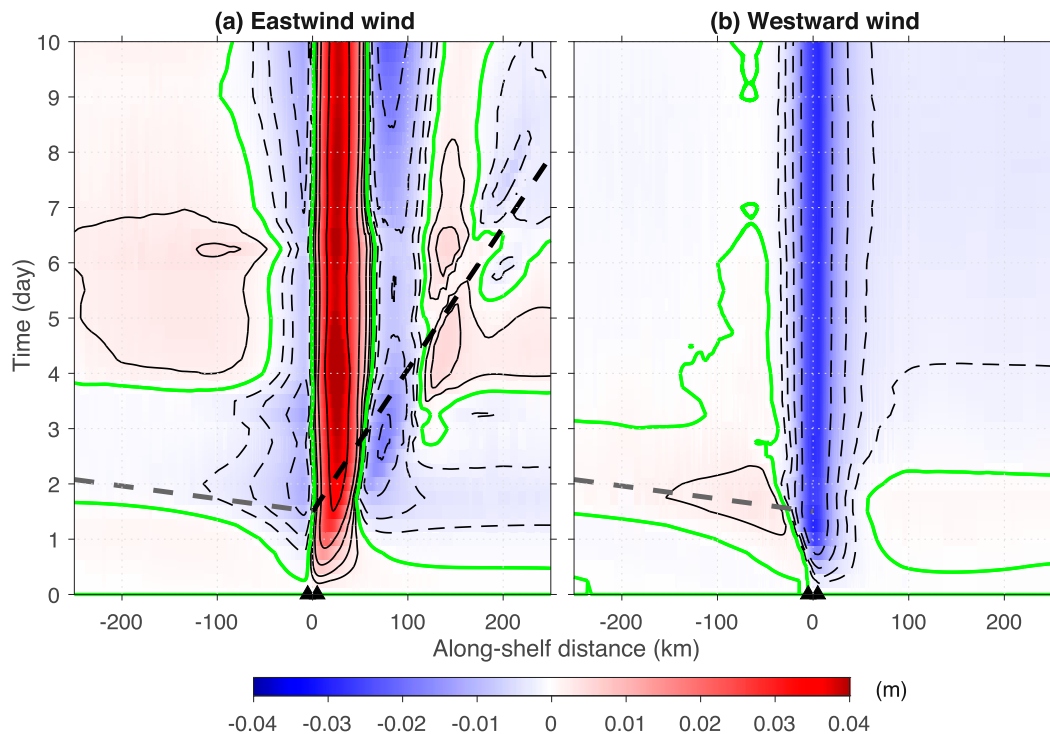 (a) Eastwind wind
(b) Westward wind
10
9
8
7
6
5
4
3
2
1
0
Time (day)
-200 -100 0 100 200
-200 -100 0 100 200
Along-shelf distance (km)
(m)
-0.04 -0.03 -0.02 -0.01 0 0.01 0.02 0.03 0.04